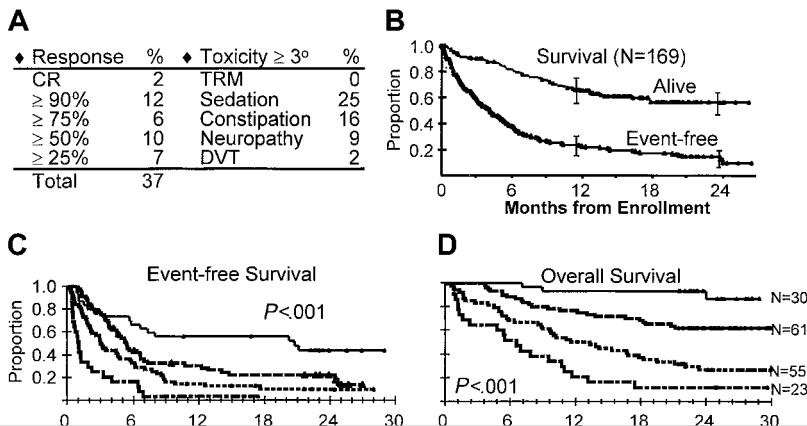 A
♦ Response % ♦ Toxicity ≥ 3° %
CR 2 TRM 0
≥ 90% 12 Sedation 25
≥ 75% 6 Constipation 16
≥ 50% 10 Neuropathy 9
≥ 25% 7 DVT 2
Total 37
B
Survival (N=169)
Alive
Event-free
Proportion
1.0
0.8
0.6
0.4
0.2
0 6 12 18 24
Months from Enrollment
C
Event-free Survival
P<.001
Proportion
1.0
0.8
0.6
0.4
0.2
0 6 12 18 24 30
D
Overall Survival
N=30
N=61
N=55
N=23
P<.001
0 6 12 18 24 30